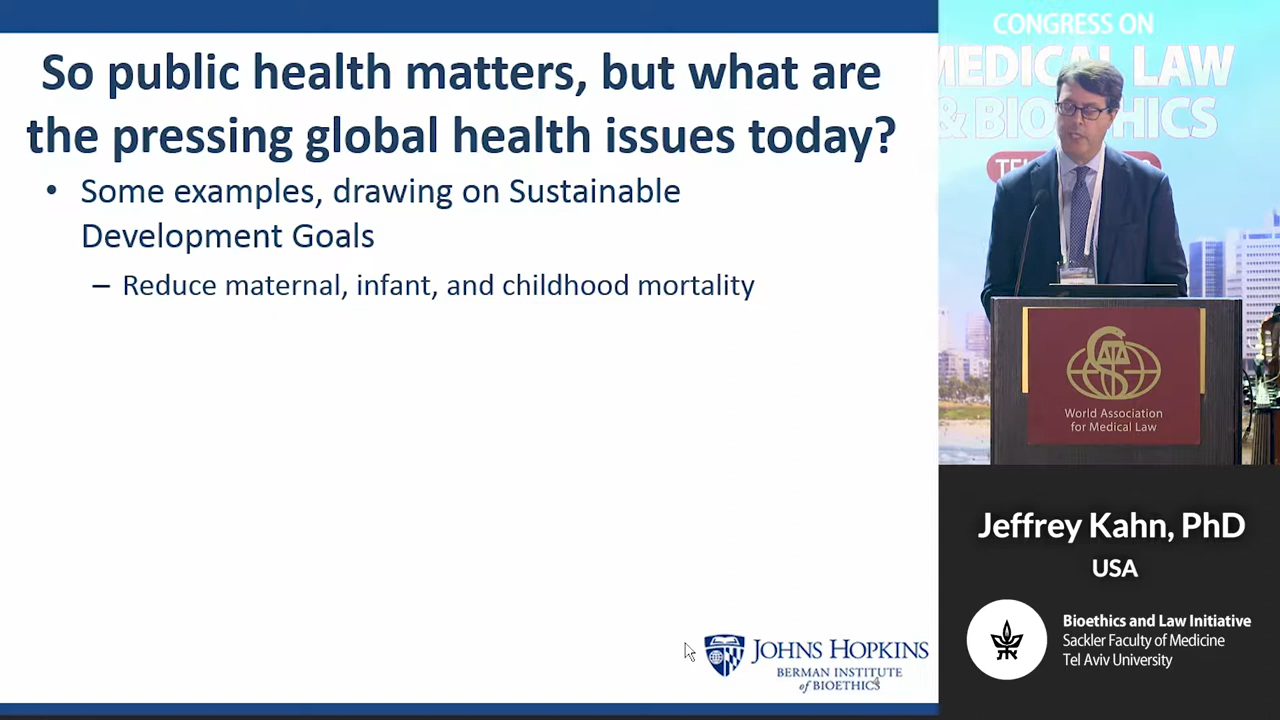 So public health matters, but what are
the pressing global health issues today?
• Some examples, drawing on Sustainable
Development Goals
– Reduce maternal, infant, and childhood mortality
JOHNS HOPKINS
BERMAN INSTITUTE
of BIOETHICS
4
CONGRESS ON
MEDICAL LAW
World Association
for Medical Law
Jeffrey Kahn, PhD
USA
Bioethics and Law Initiative
Sackler Faculty of Medicine
Tel Aviv University